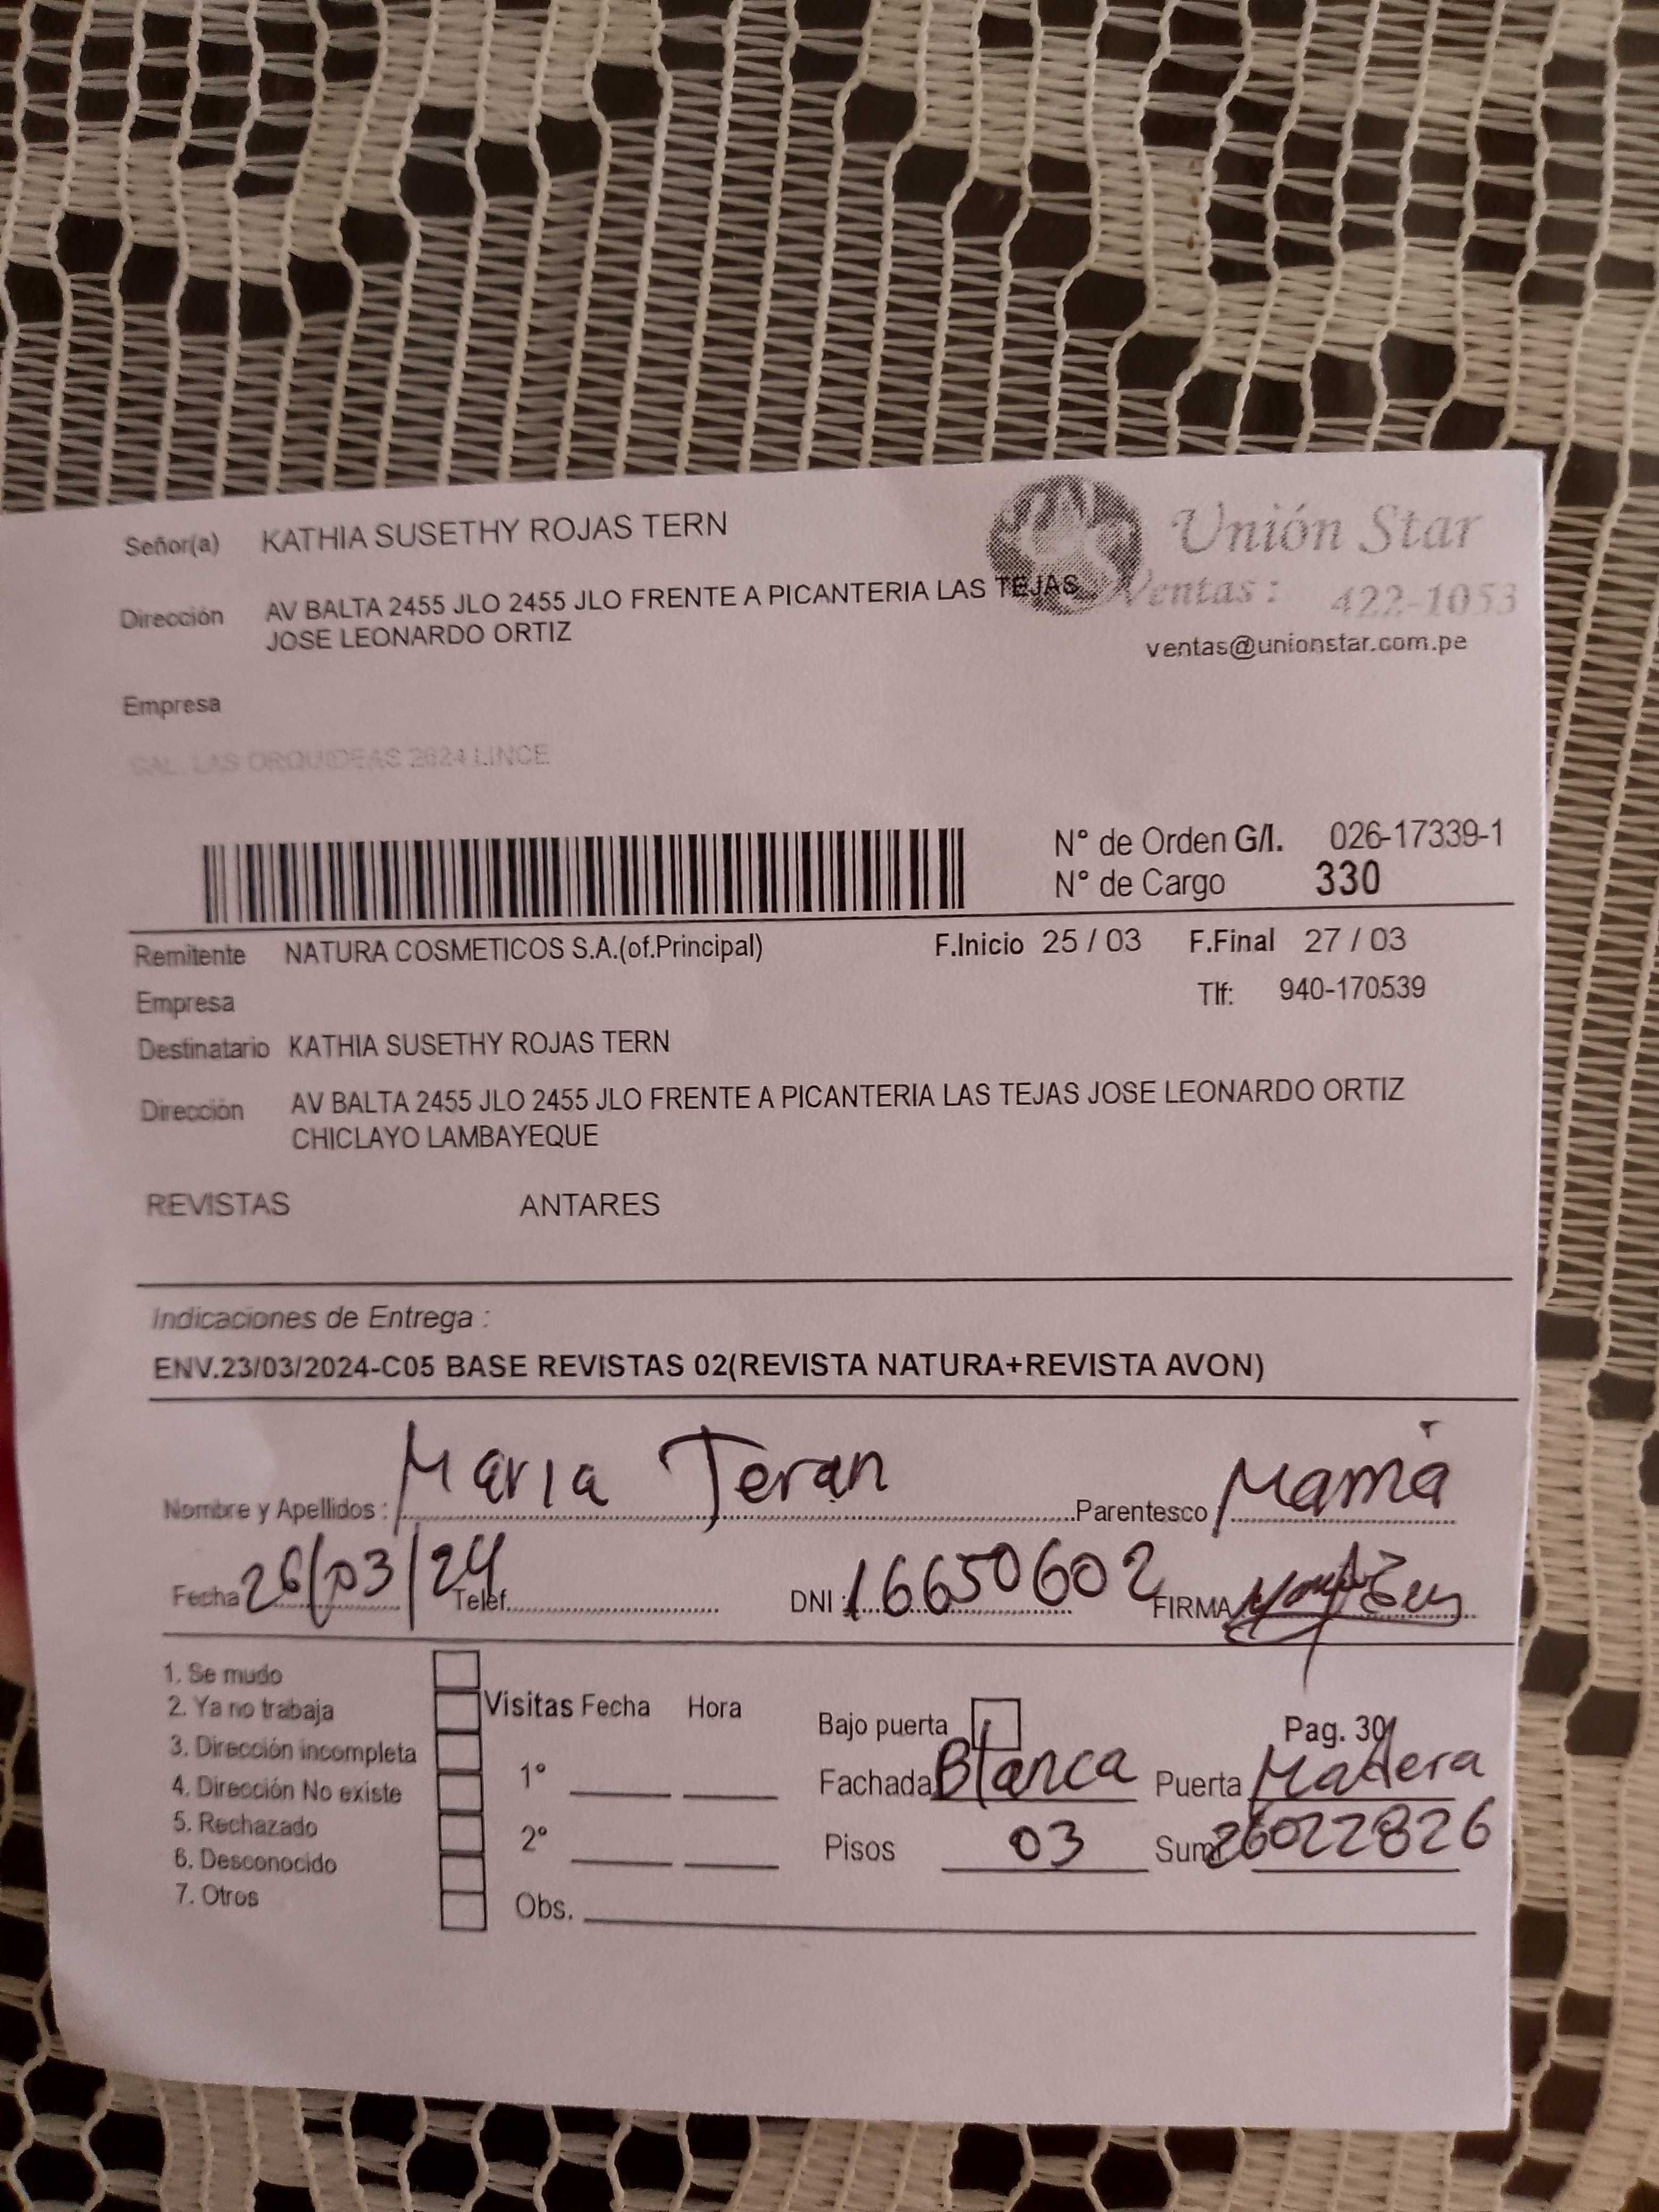 Señor(a) KATHIA SUSETHY ROJAS TERN
Unión Star
Ventas : 422-1053
ventas@unionstar.com.pe
Dirección AV BALTA 2455 JLO 2455 JLO FRENTE A PICANTERIA LAS TEJAS
JOSE LEONARDO ORTIZ
Empresa
CAL. LAS ORQUIDEAS 2624 LINCE
N° de Orden G/I. 026-17339-1
N° de Cargo 330
Remitente NATURA COSMETICOS S.A.(of.Principal) F.Inicio 25 / 03 F.Final 27 / 03
Empresa Tlf: 940-170539
Destinatario KATHIA SUSETHY ROJAS TERN
Dirección AV BALTA 2455 JLO 2455 JLO FRENTE A PICANTERIA LAS TEJAS JOSE LEONARDO ORTIZ
CHICLAYO LAMBAYEQUE
REVISTAS ANTARES
Indicaciones de Entrega :
ENV.23/03/2024-C05 BASE REVISTAS 02(REVISTA NATURA+REVISTA AVON)
Nombre y Apellidos : Maria Teran Parentesco Mamá
Fecha 26/03/24 Telef. DNI : 16650602 FIRMA
1. Se mudo
2. Ya no trabaja
3. Dirección incompleta
4. Dirección No existe
5. Rechazado
6. Desconocido
7. Otros
Visitas Fecha Hora
1°
2°
Obs.
Bajo puerta Pag. 30
Fachada Blanca Puerta Madera
Pisos 03 Sum 26022826